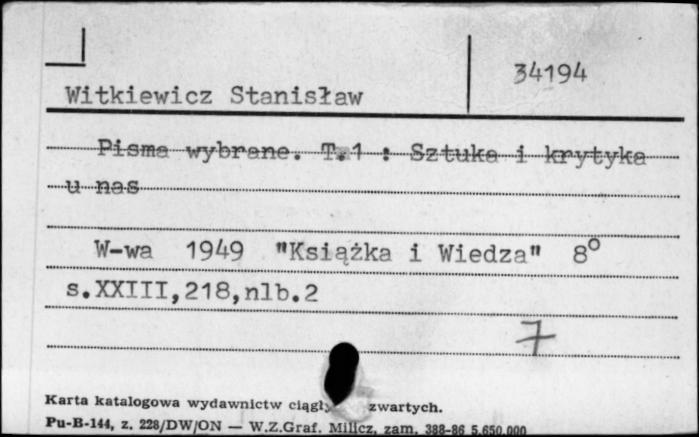 34194
Witkiewicz Stanisław
Pisma wybrane. T.1 : Sztuka i krytyka
u nas
W-wa 1949 "Książka i Wiedza" 8°
s.XXIII,218,nlb.2
7
Karta katalogowa wydawnictw zwartych.
Pu-B-144, z. 228/DW/ON — W.Z.Graf. Milicz, zam. 388-86 5.650.000